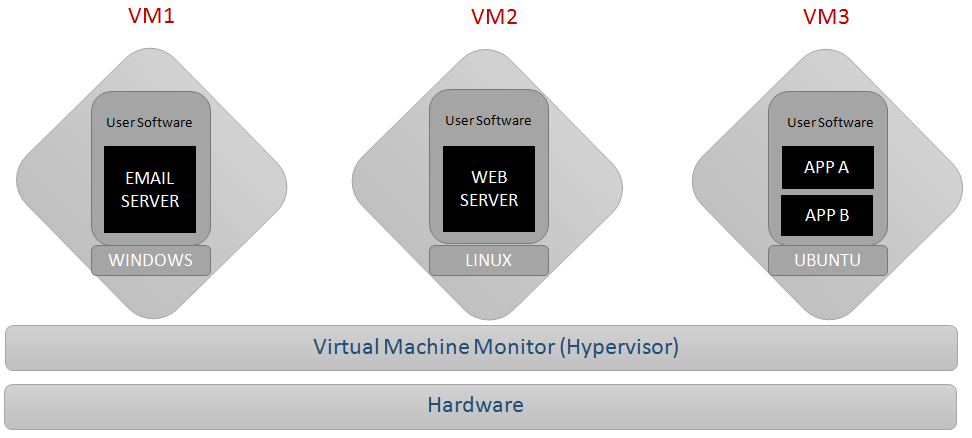 VM1
VM2
VM3
User Software
EMAIL
SERVER
WINDOWS
User Software
WEB
SERVER
LINUX
User Software
APP A
APP B
UBUNTU
Virtual Machine Monitor (Hypervisor)
Hardware